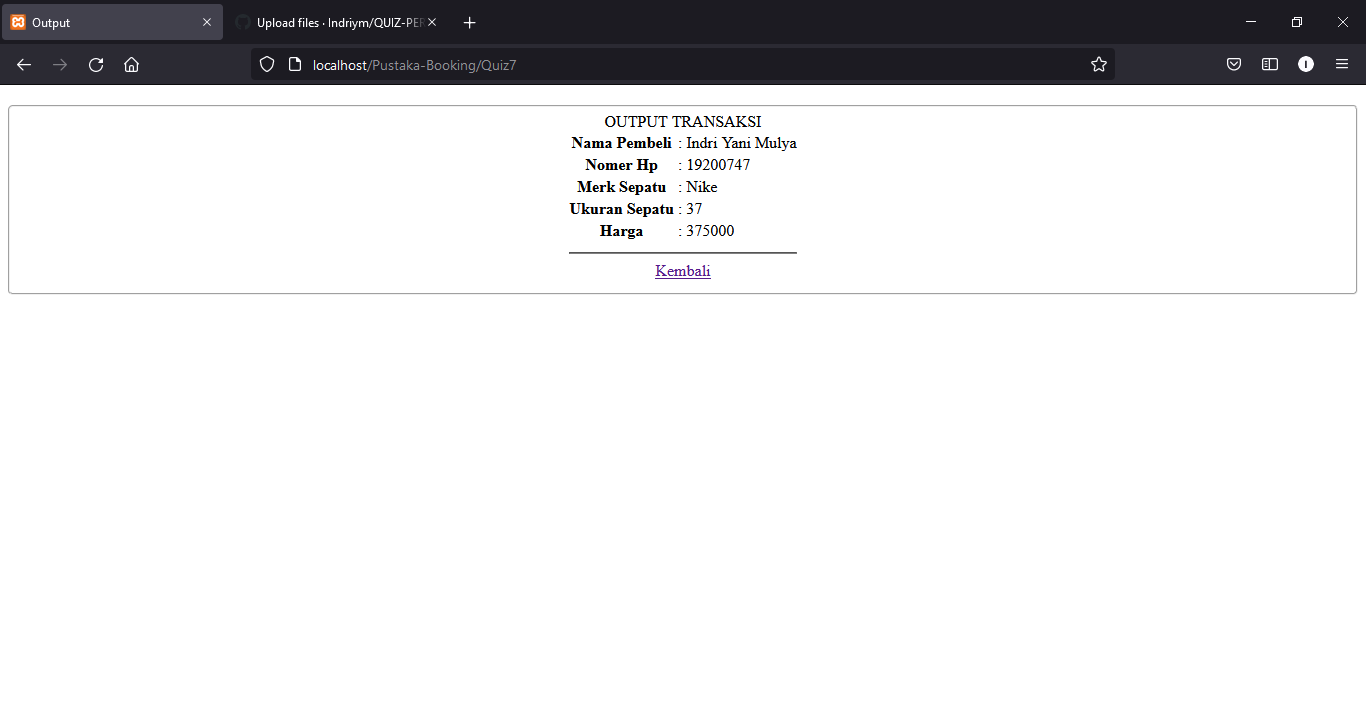 Output
Upload files · Indriym/QUIZ-PER
localhost/Pustaka-Booking/Quiz7
I
OUTPUT TRANSAKSI
Nama Pembeli : Indri Yani Mulya
Nomer Hp : 19200747
Merk Sepatu : Nike
Ukuran Sepatu : 37
Harga : 375000
Kembali